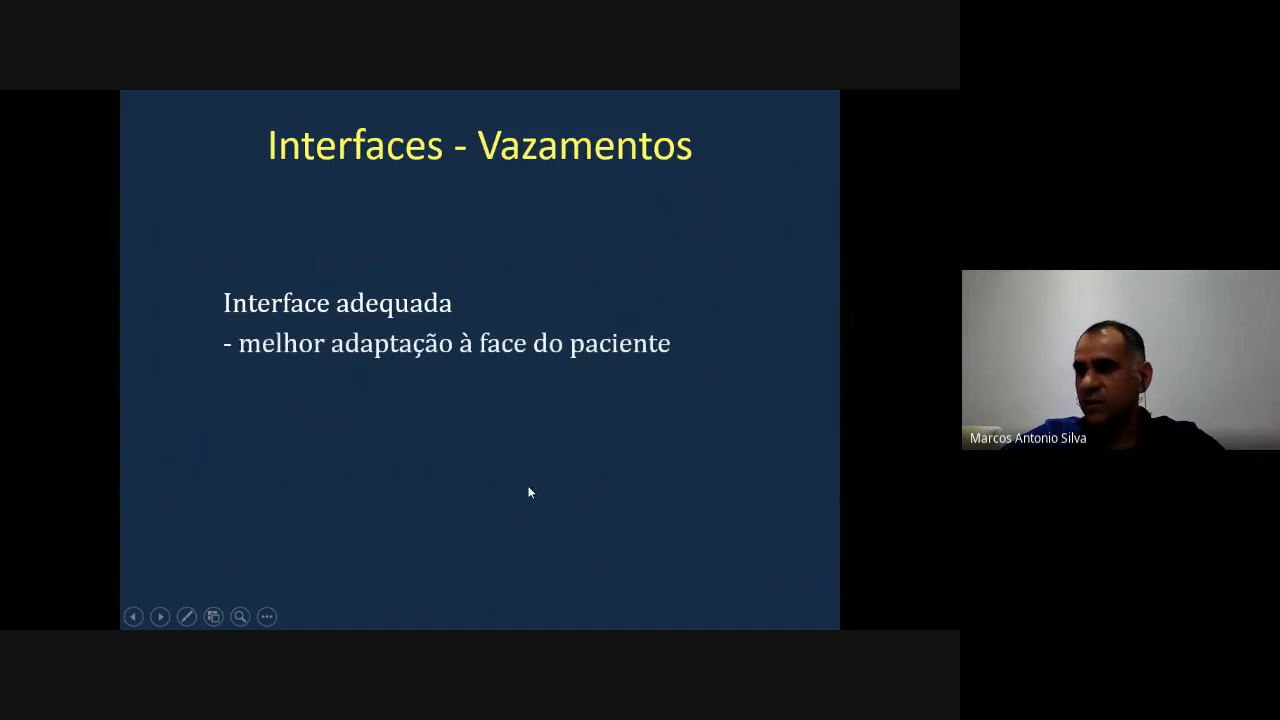 Interfaces - Vazamentos
Interface adequada
- melhor adaptação à face do paciente
Marcos Antonio Silva